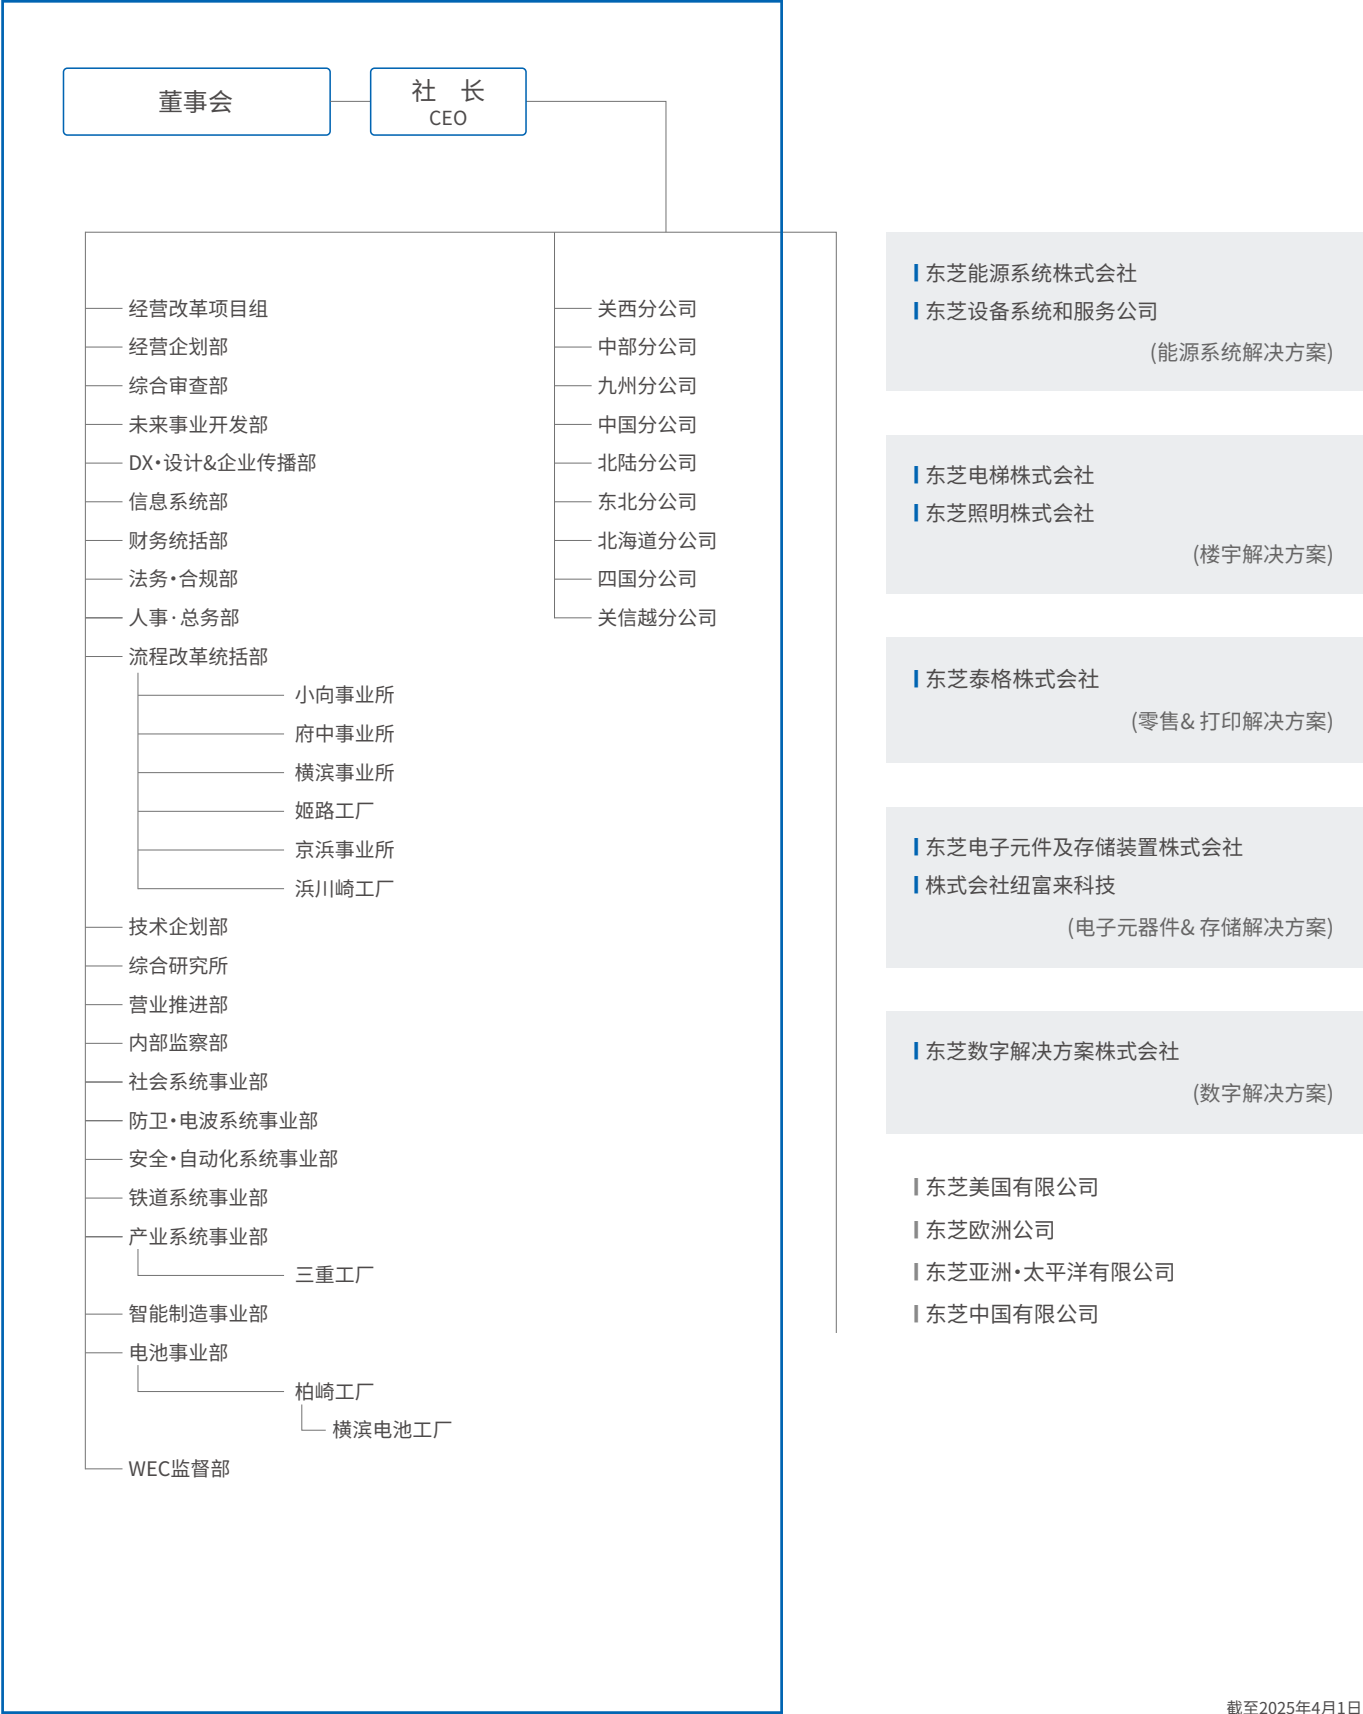 董事会
社　长
CEO
经营改革项目组
经营企划部
综合审查部
未来事业开发部
DX・设计&企业传播部
信息系统部
财务统括部
法务・合规部
人事·总务部
流程改革统括部
小向事业所
府中事业所
横滨事业所
姬路工厂
京浜事业所
浜川崎工厂
技术企划部
综合研究所
营业推进部
内部监察部
社会系统事业部
防卫・电波系统事业部
安全・自动化系统事业部
铁道系统事业部
产业系统事业部
三重工厂
智能制造事业部
电池事业部
柏崎工厂
横滨电池工厂
WEC监督部
关西分公司
中部分公司
九州分公司
中国分公司
北陆分公司
东北分公司
北海道分公司
四国分公司
关信越分公司
东芝能源系统株式会社
东芝设备系统和服务公司
(能源系统解决方案)
东芝电梯株式会社
东芝照明株式会社
(楼宇解决方案)
东芝泰格株式会社
(零售& 打印解决方案)
东芝电子元件及存储装置株式会社
株式会社纽富来科技
(电子元器件& 存储解决方案)
东芝数字解决方案株式会社
(数字解决方案)
东芝美国有限公司
东芝欧洲公司
东芝亚洲・太平洋有限公司
东芝中国有限公司
截至2025年4月1日